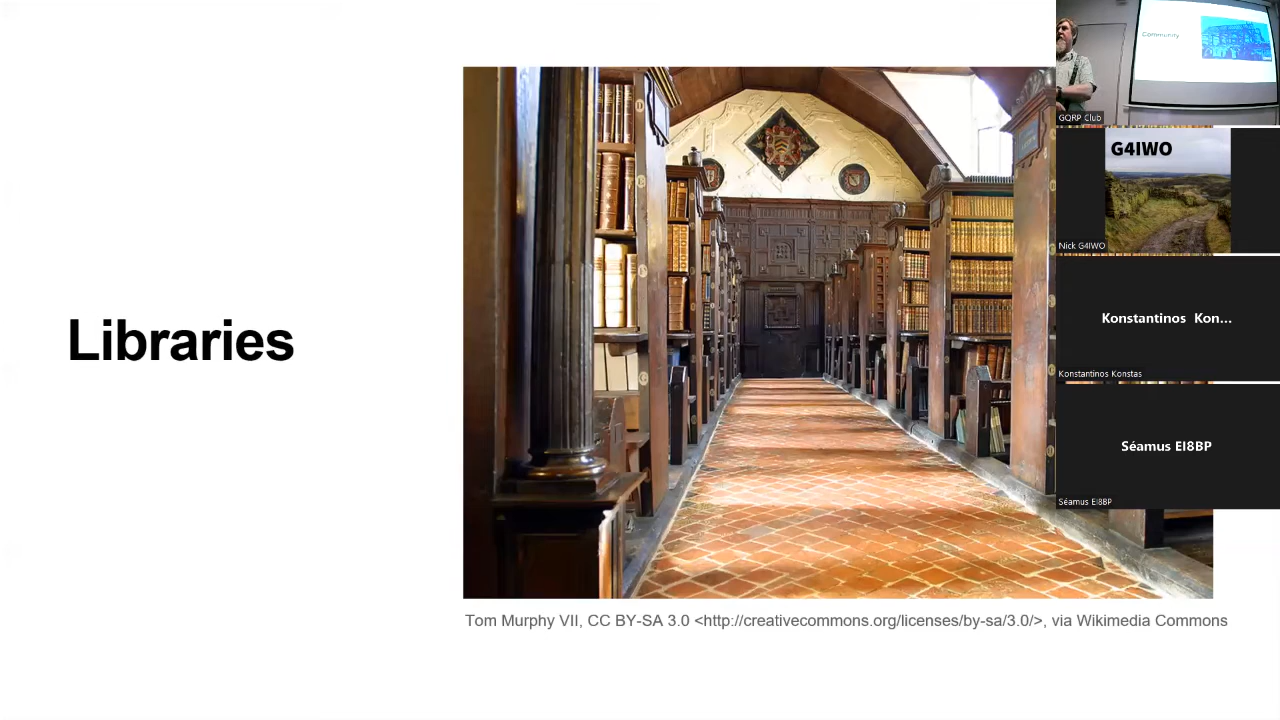 Libraries
Tom Murphy VII, CC BY-SA 3.0 <http://creativecommons.org/licenses/by-sa/3.0/>, via Wikimedia Commons
Community
GQRP Club
G4IWO
Nick G4IWO
Konstantinos Kon...
Konstantinos Konstas
Séamus EI8BP
Séamus EI8BP